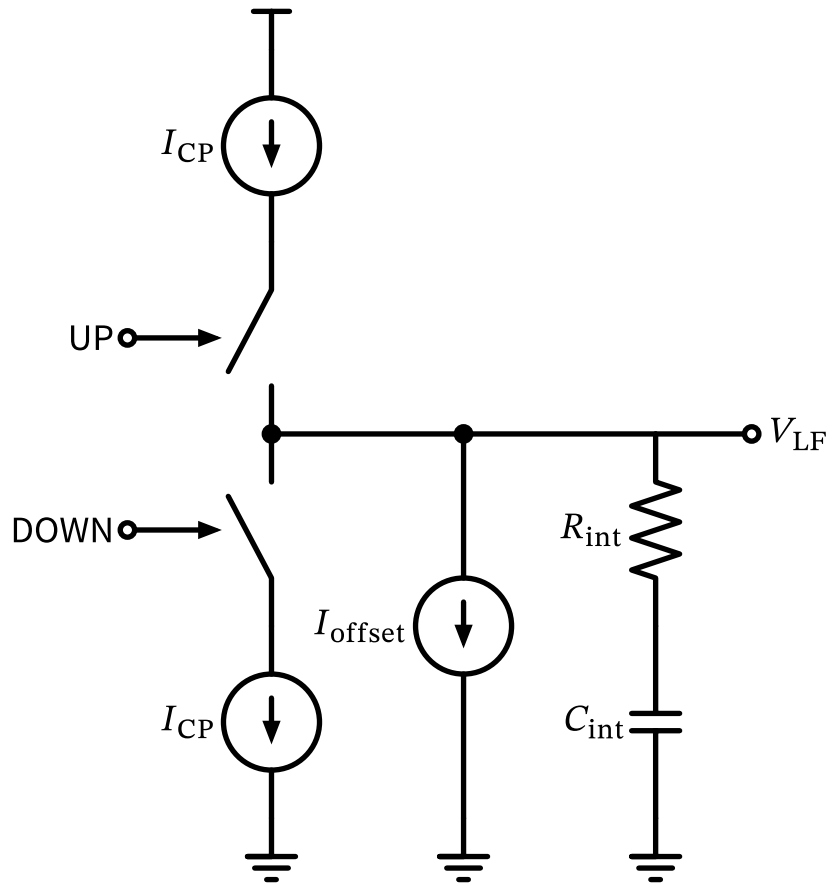 I_CP
UP
V_LF
DOWN
R_int
I_offset
I_CP
C_int